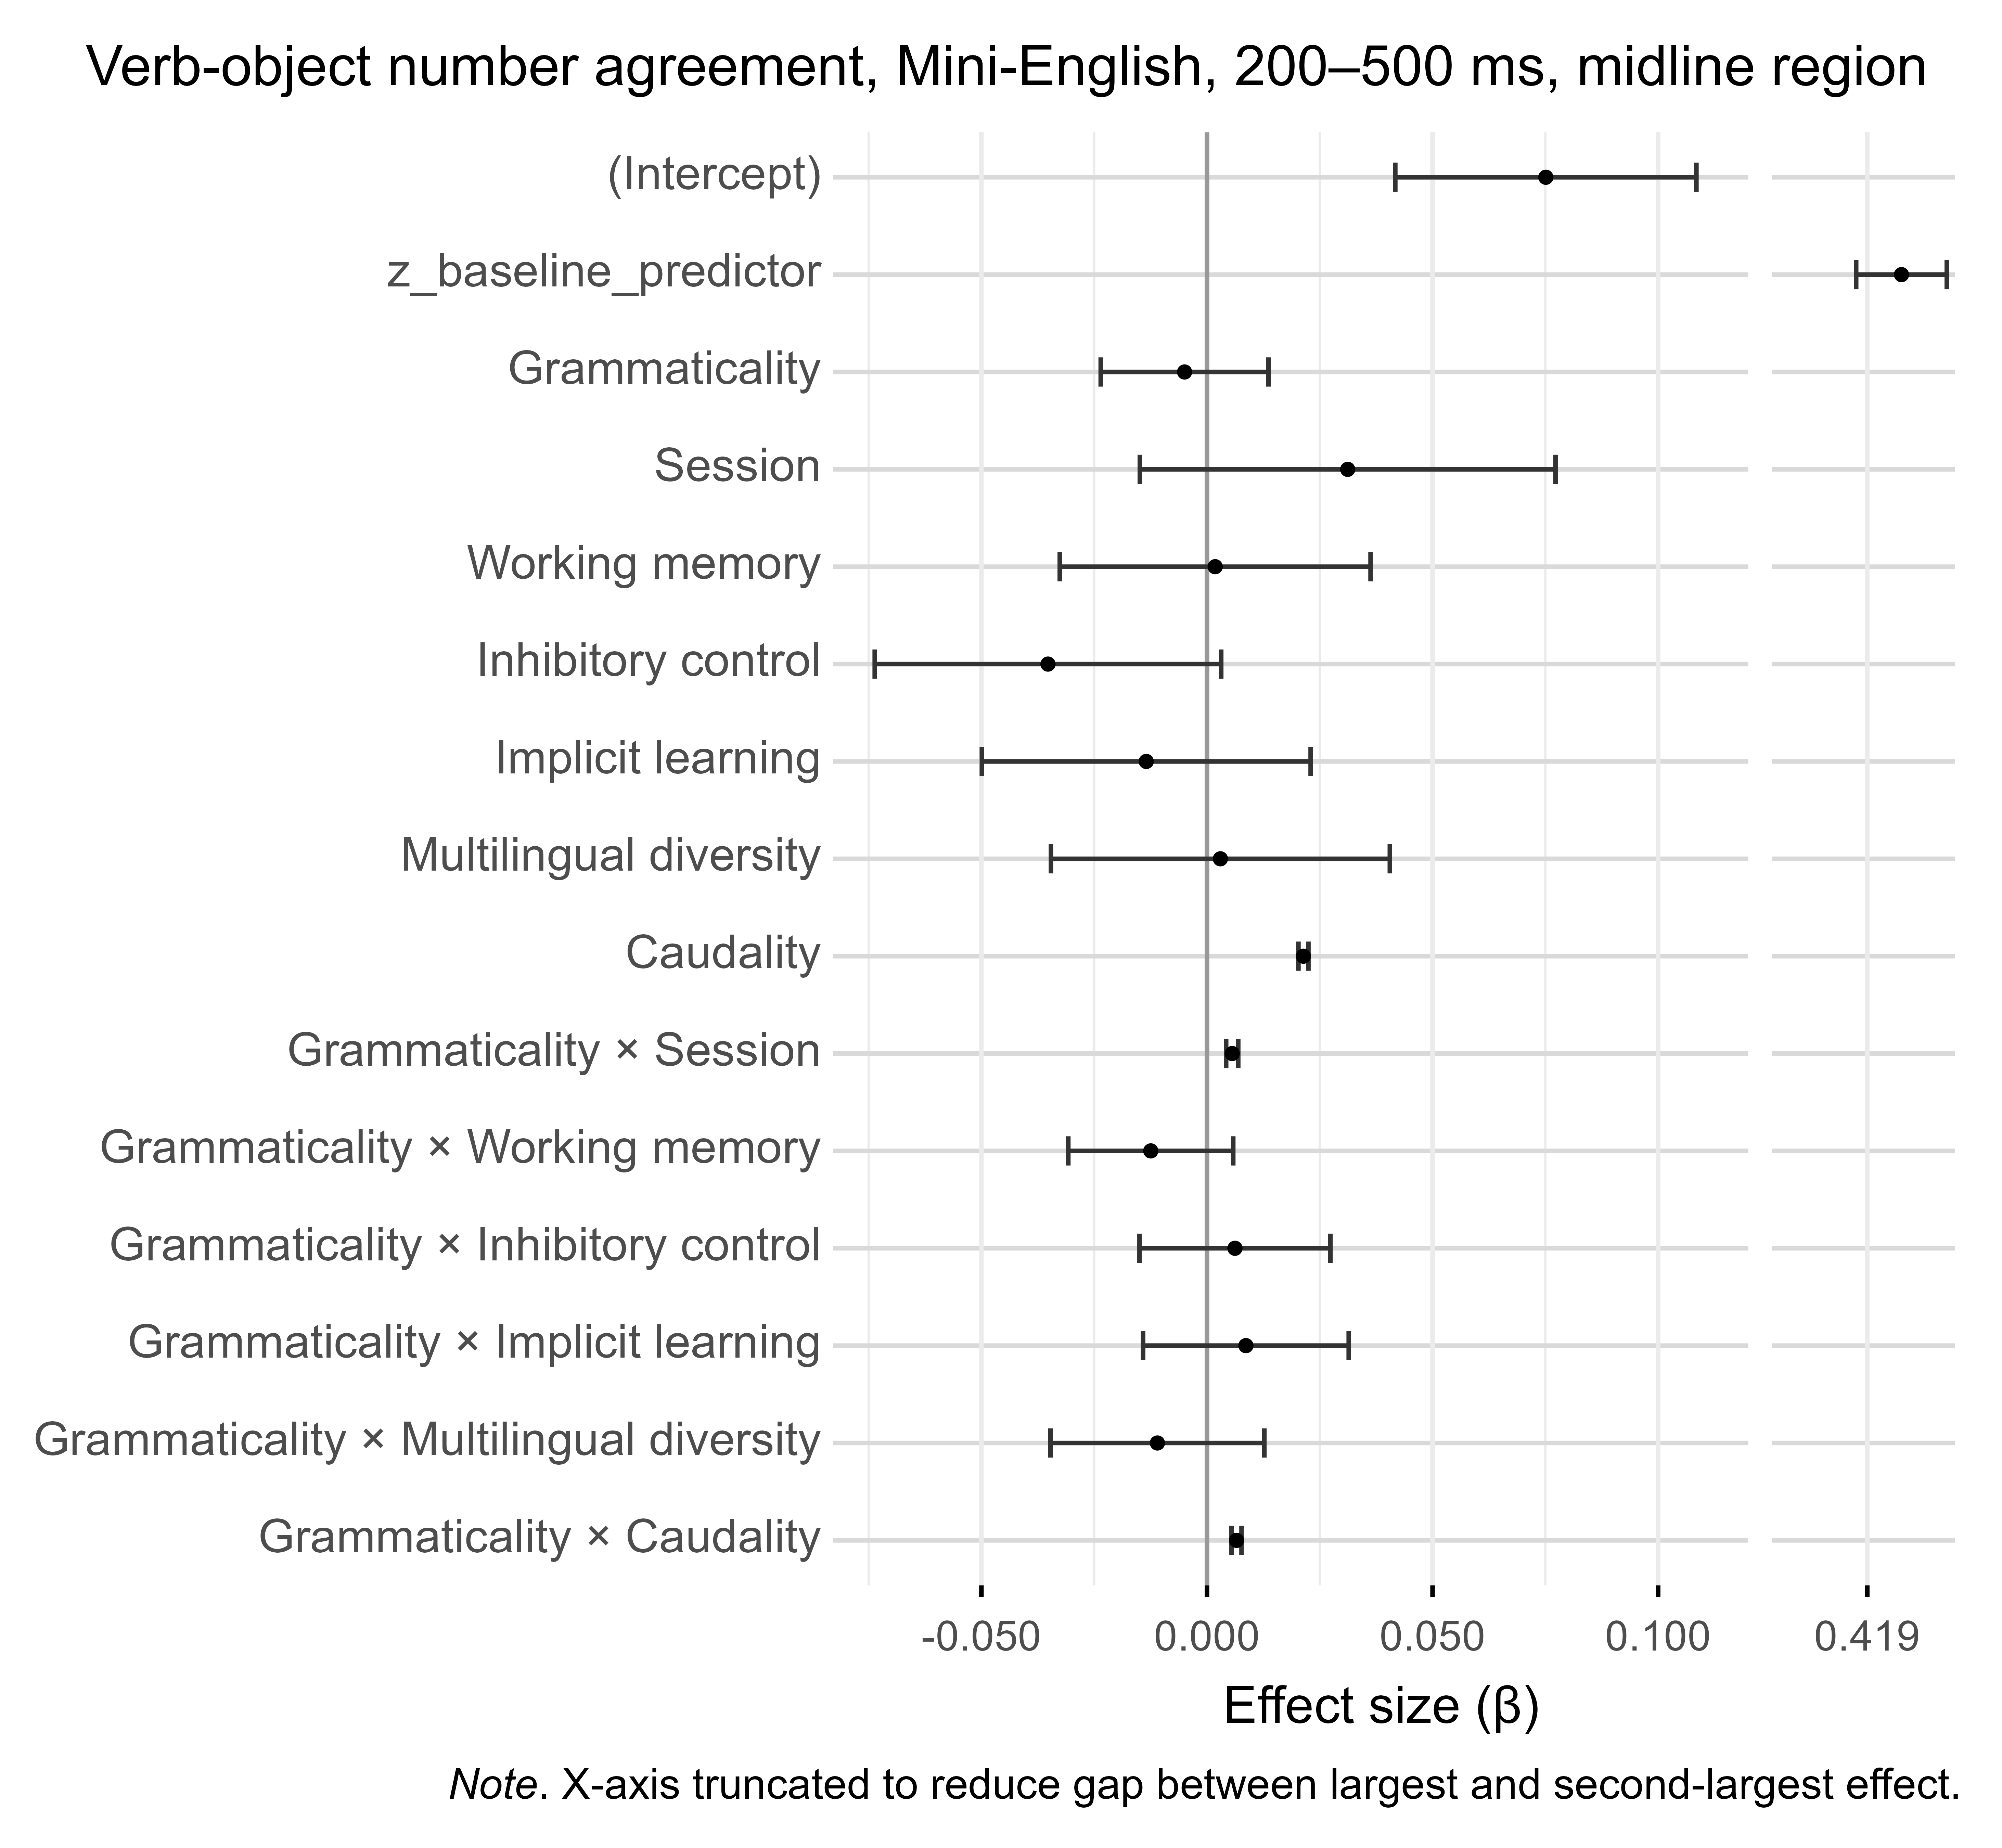 Verb-object number agreement, Mini-English, 200–500 ms, midline region
(Intercept)
z_baseline_predictor
Grammaticality
Session
Working memory
Inhibitory control
Implicit learning
Multilingual diversity
Caudality
Grammaticality × Session
Grammaticality × Working memory
Grammaticality × Inhibitory control
Grammaticality × Implicit learning
Grammaticality × Multilingual diversity
Grammaticality × Caudality
-0.050 0.000 0.050 0.100 0.419
Effect size (β)
Note. X-axis truncated to reduce gap between largest and second-largest effect.